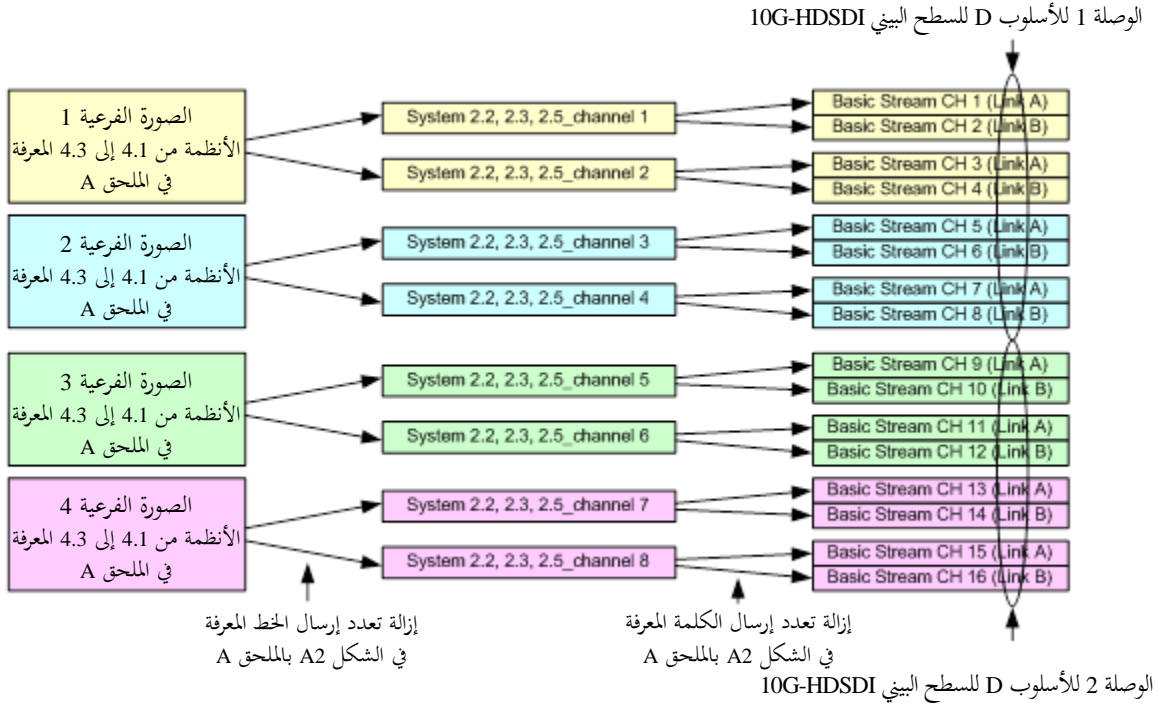 الوصلة 1 للأسلوب D للسطح البيني 10G-HDSDI
الصورة الفرعية 1
الأنظمة من 4.1 إلى 4.3 المعرفة
في الملحق A
System 2.2, 2.3, 2.5_channel 1
System 2.2, 2.3, 2.5_channel 2
Basic Stream CH 1 (Link A)
Basic Stream CH 2 (Link B)
Basic Stream CH 3 (Link A)
Basic Stream CH 4 (Link B)
الصورة الفرعية 2
الأنظمة من 4.1 إلى 4.3 المعرفة
في الملحق A
System 2.2, 2.3, 2.5_channel 3
System 2.2, 2.3, 2.5_channel 4
Basic Stream CH 5 (Link A)
Basic Stream CH 6 (Link B)
Basic Stream CH 7 (Link A)
Basic Stream CH 8 (Link B)
الصورة الفرعية 3
الأنظمة من 4.1 إلى 4.3 المعرفة
في الملحق A
System 2.2, 2.3, 2.5_channel 5
System 2.2, 2.3, 2.5_channel 6
Basic Stream CH 9 (Link A)
Basic Stream CH 10 (Link B)
Basic Stream CH 11 (Link A)
Basic Stream CH 12 (Link B)
الصورة الفرعية 4
الأنظمة من 4.1 إلى 4.3 المعرفة
في الملحق A
System 2.2, 2.3, 2.5_channel 7
System 2.2, 2.3, 2.5_channel 8
Basic Stream CH 13 (Link A)
Basic Stream CH 14 (Link B)
Basic Stream CH 15 (Link A)
Basic Stream CH 16 (Link B)
إزالة تعدد إرسال الخط المعرفة
في الشكل A2 بالملحق A
إزالة تعدد إرسال الكلمة المعرفة
في الشكل A2 بالملحق A
الوصلة 2 للأسلوب D للسطح البيني 10G-HDSDI